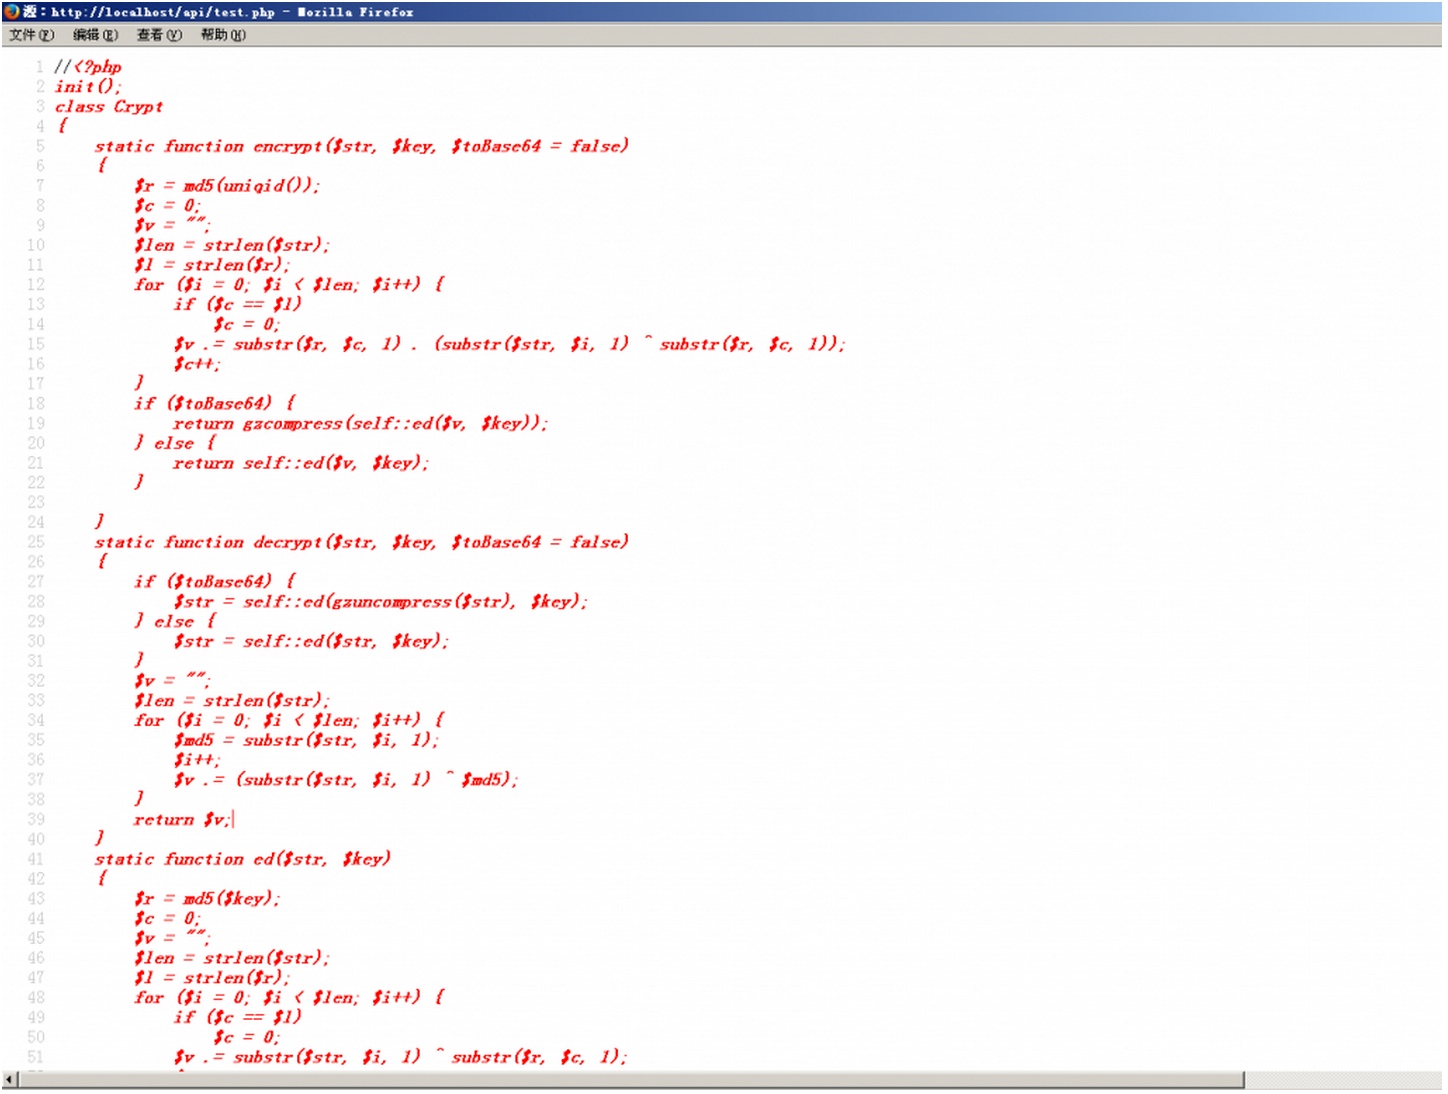 源：http://localhost/api/test.php - Mozilla Firefox
文件(F) 编辑(E) 查看(V) 帮助(H)
1 //<?php
2 init();
3 class Crypt
4 {
5     static function encrypt($str, $key, $toBase64 = false)
6     {
7         $r = md5(uniqid());
8         $c = 0;
9         $v = "";
10         $len = strlen($str);
11         $l = strlen($r);
12         for ($i = 0; $i < $len; $i++) {
13             if ($c == $l)
14                 $c = 0;
15             $v .= substr($r, $c, 1) . (substr($str, $i, 1) ^ substr($r, $c, 1));
16             $c++;
17         }
18         if ($toBase64) {
19             return gzcompress(self::ed($v, $key));
20         } else {
21             return self::ed($v, $key);
22         }
23
24     }
25     static function decrypt($str, $key, $toBase64 = false)
26     {
27         if ($toBase64) {
28             $str = self::ed(gzuncompress($str), $key);
29         } else {
30             $str = self::ed($str, $key);
31         }
32         $v = "";
33         $len = strlen($str);
34         for ($i = 0; $i < $len; $i++) {
35             $md5 = substr($str, $i, 1);
36             $i++;
37             $v .= (substr($str, $i, 1) ^ $md5);
38         }
39         return $v;
40     }
41     static function ed($str, $key)
42     {
43         $r = md5($key);
44         $c = 0;
45         $v = "";
46         $len = strlen($str);
47         $l = strlen($r);
48         for ($i = 0; $i < $len; $i++) {
49             if ($c == $l)
50                 $c = 0;
51             $v .= substr($str, $i, 1) ^ substr($r, $c, 1);